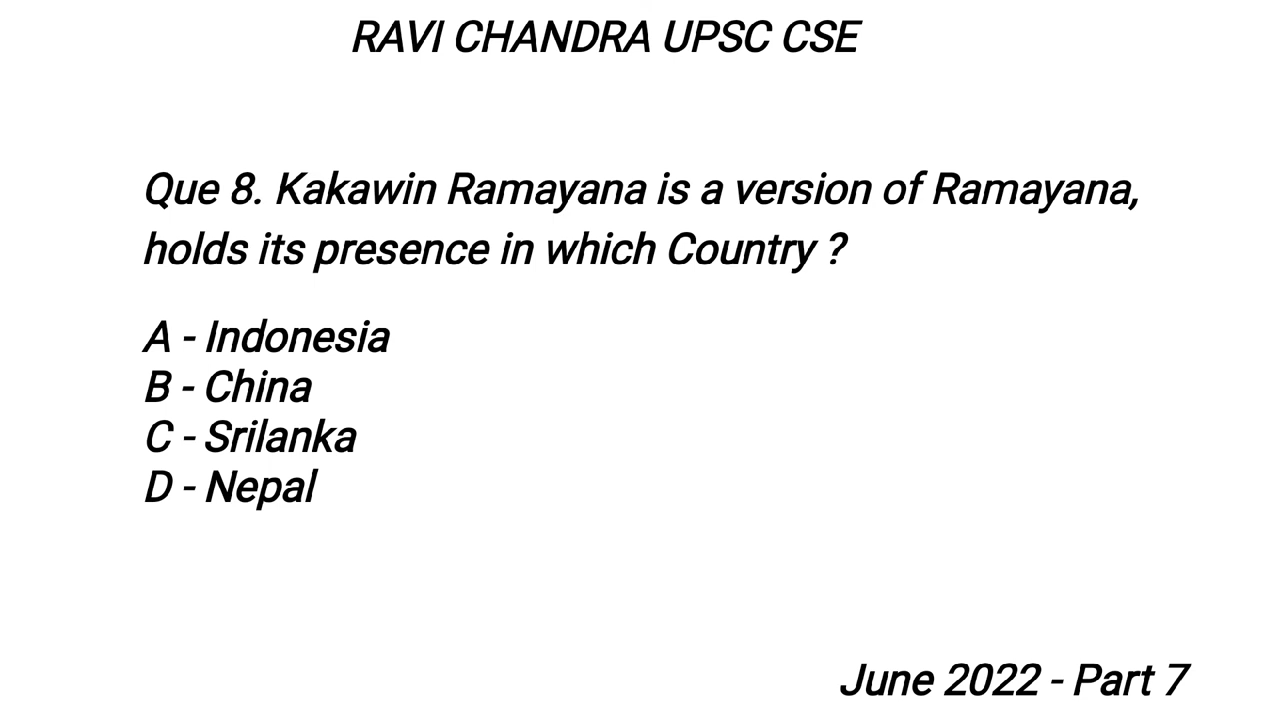 RAVI CHANDRA UPSC CSE
Que 8. Kakawin Ramayana is a version of Ramayana,
holds its presence in which Country ?
A - Indonesia
B - China
C - Srilanka
D - Nepal
June 2022 - Part 7